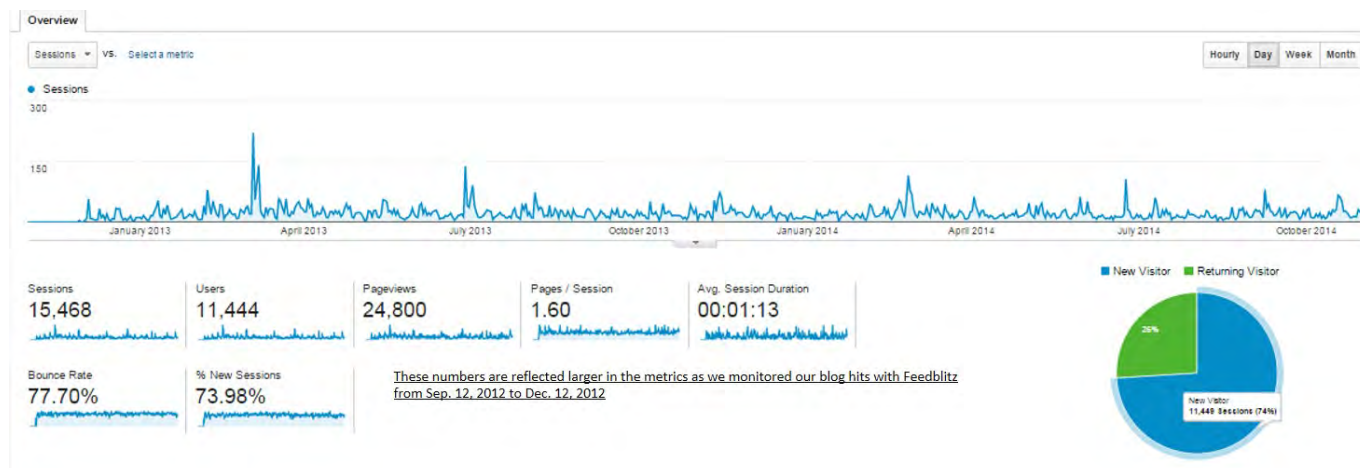 Overview
Sessions VS. Select a metric
Hourly Day Week Month
Sessions
300
150
January 2013 April 2013 July 2013 October 2013 January 2014 April 2014 July 2014 October 2014
New Visitor Returning Visitor
Sessions Users Pageviews Pages / Session Avg. Session Duration
15,468 11,444 24,800 1.60 00:01:13
26%
Bounce Rate % New Sessions
77.70% 73.98%
These numbers are reflected larger in the metrics as we monitored our blog hits with Feedblitz
from Sep. 12, 2012 to Dec. 12, 2012
New Visitor
11,449 Sessions (74%)